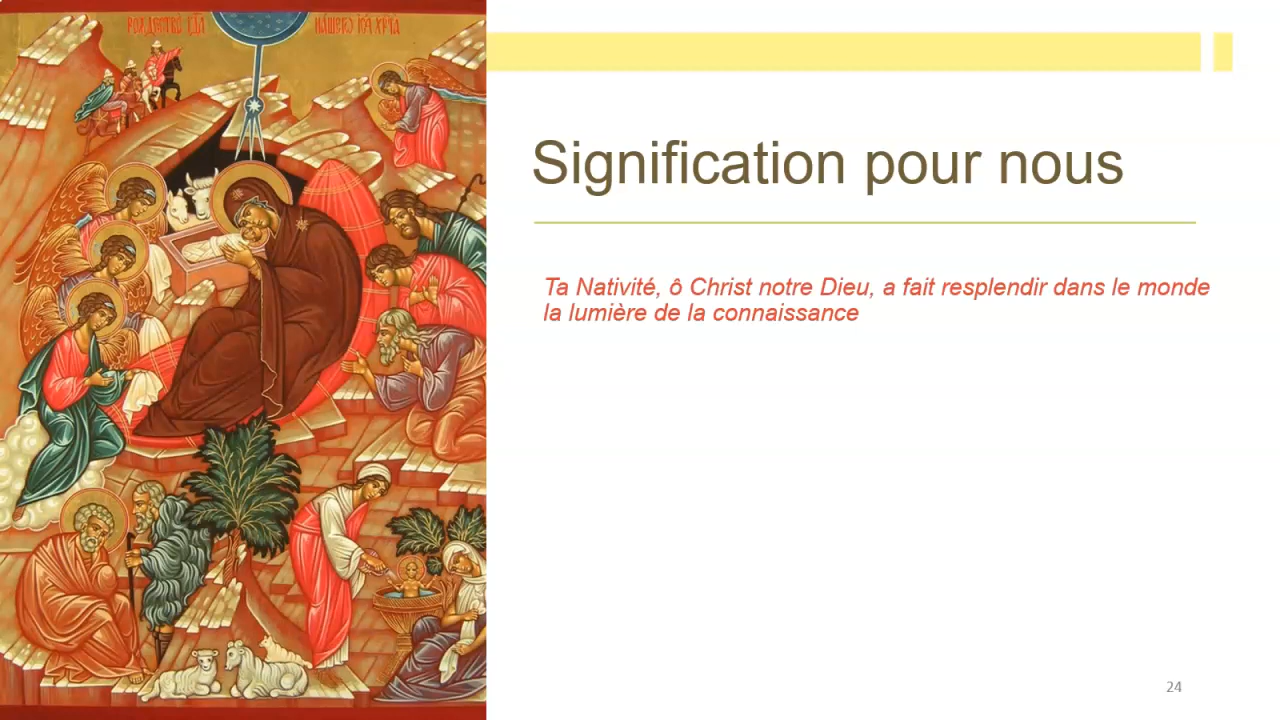 РОЖДЕСТВО
Signification pour nous
Ta Nativité, ô Christ notre Dieu, a fait resplendir dans le monde
la lumière de la connaissance
24